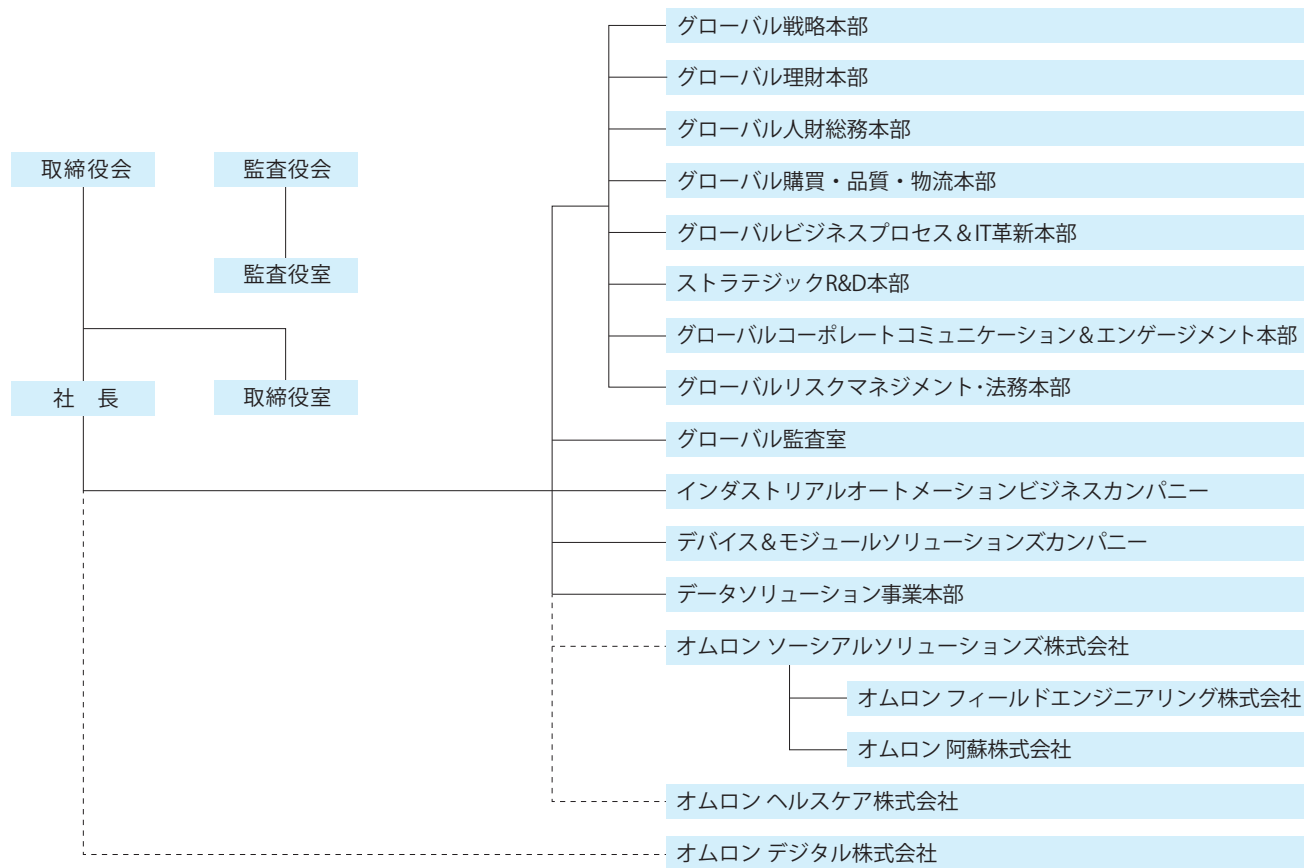 取締役会
監査役会
監査役室
社　長
取締役室
グローバル戦略本部
グローバル理財本部
グローバル人財総務本部
グローバル購買・品質・物流本部
グローバルビジネスプロセス＆IT革新本部
ストラテジックR&D本部
グローバルコーポレートコミュニケーション＆エンゲージメント本部
グローバルリスクマネジメント・法務本部
グローバル監査室
インダストリアルオートメーションビジネスカンパニー
デバイス＆モジュールソリューションズカンパニー
データソリューション事業本部
オムロン ソーシアルソリューションズ株式会社
オムロン フィールドエンジニアリング株式会社
オムロン 阿蘇株式会社
オムロン ヘルスケア株式会社
オムロン デジタル株式会社